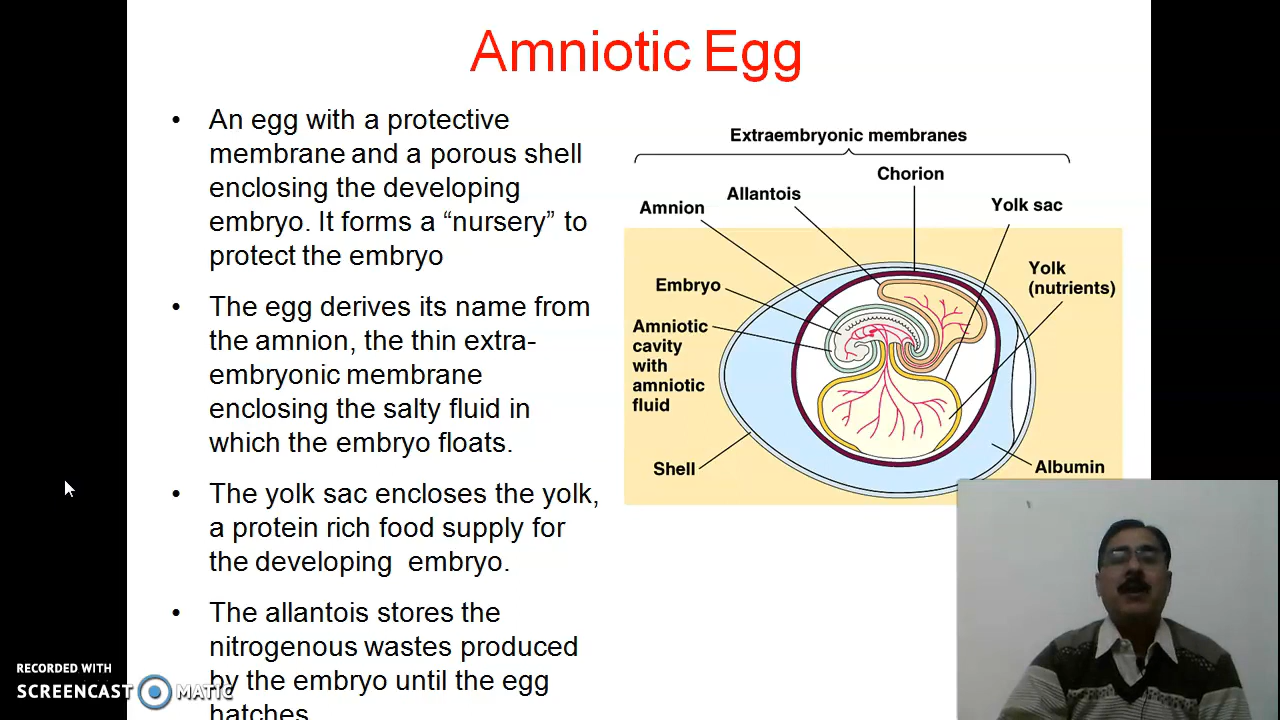 Amniotic Egg
• An egg with a protective
membrane and a porous shell
enclosing the developing
embryo. It forms a “nursery” to
protect the embryo
• The egg derives its name from
the amnion, the thin extra-
embryonic membrane
enclosing the salty fluid in
which the embryo floats.
• The yolk sac encloses the yolk,
a protein rich food supply for
the developing embryo.
• The allantois stores the
nitrogenous wastes produced
by the embryo until the egg
hatches
Extraembryonic membranes
Chorion
Allantois
Amnion
Yolk sac
Yolk
(nutrients)
Embryo
Amniotic
cavity
with
amniotic
fluid
Shell
Albumin
RECORDED WITH
SCREENCAST MATIC